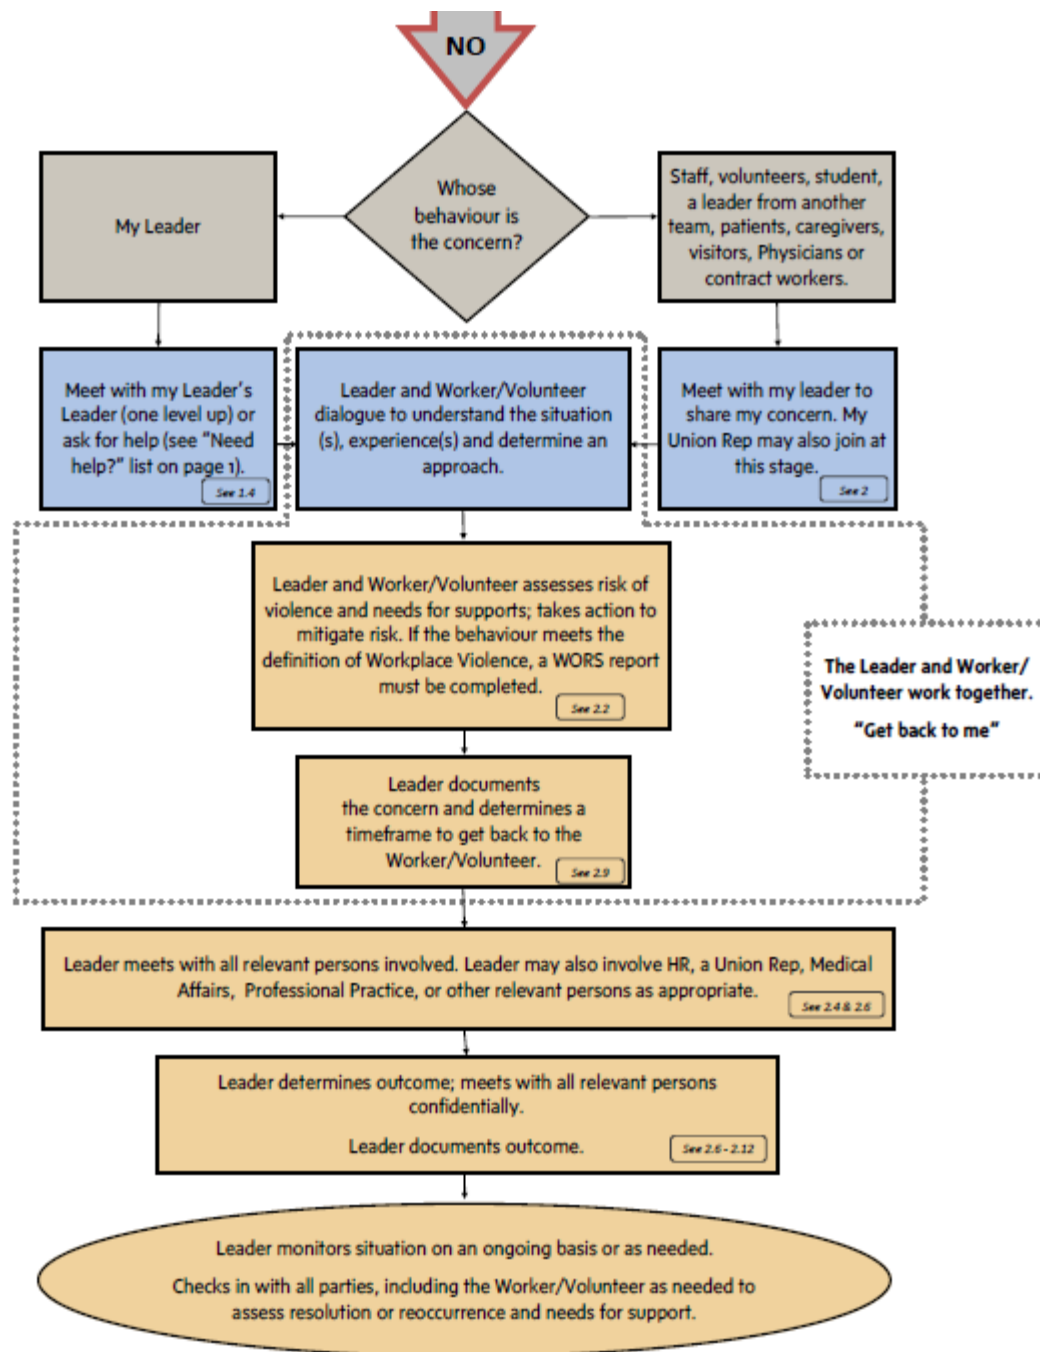 NO
Whose
behaviour is
the concern?
My Leader
Staff, volunteers, student,
a leader from another
team, patients, caregivers,
visitors, Physicians or
contract workers.
Meet with my Leader's
Leader (one level up) or
ask for help (see "Need
help?" list on page 1).
See 1.4
Leader and Worker/Volunteer
dialogue to understand the situation
(s), experience(s) and determine an
approach.
Meet with my leader to
share my concern. My
Union Rep may also join at
this stage.
See 2
Leader and Worker/Volunteer assesses risk of
violence and needs for supports; takes action to
mitigate risk. If the behaviour meets the
definition of Workplace Violence, a WORS report
must be completed.
See 2.2
The Leader and Worker/
Volunteer work together.
"Get back to me"
Leader documents
the concern and determines a
timeframe to get back to the
Worker/Volunteer.
See 2.9
Leader meets with all relevant persons involved. Leader may also involve HR, a Union Rep, Medical
Affairs, Professional Practice, or other relevant persons as appropriate.
See 2.4 & 2.6
Leader determines outcome; meets with all relevant persons
confidentially.
Leader documents outcome.
See 2.6 - 2.12
Leader monitors situation on an ongoing basis or as needed.
Checks in with all parties, including the Worker/Volunteer as needed to
assess resolution or reoccurrence and needs for support.